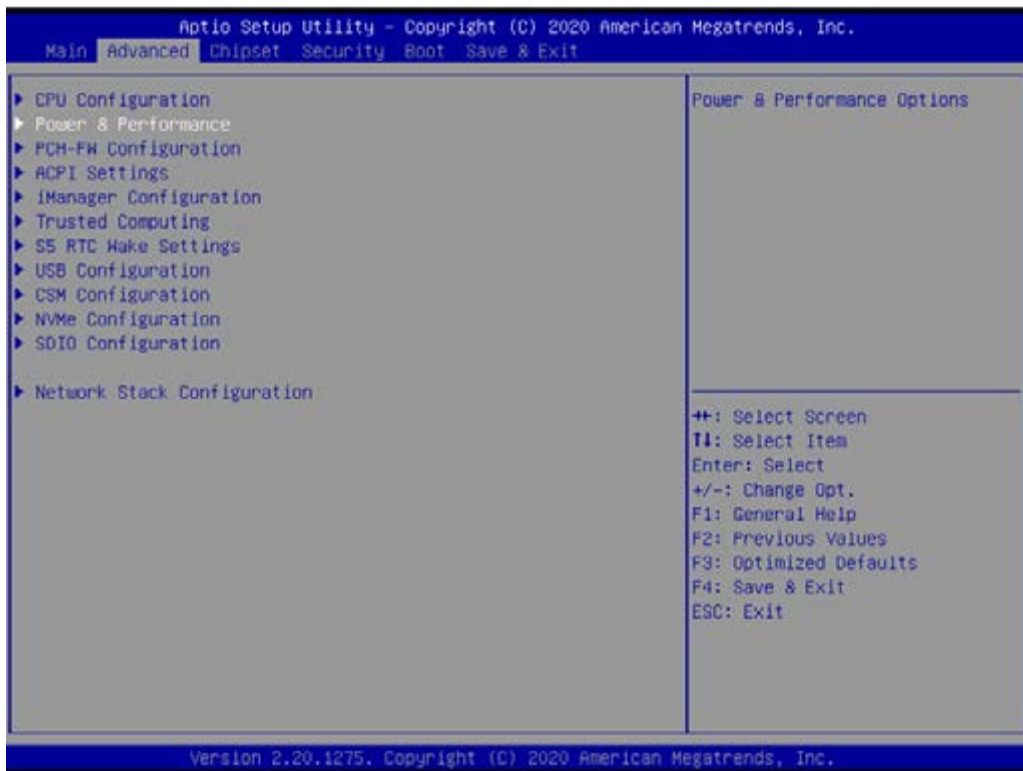 Aptio Setup Utility - Copyright (C) 2020 American Megatrends, Inc.
Main Advanced Chipset Security Boot Save & Exit
CPU Configuration
Power & Performance
PCH-FW Configuration
ACPI Settings
iManager Configuration
Trusted Computing
S5 RTC Wake Settings
USB Configuration
CSM Configuration
NVMe Configuration
SDIO Configuration
Network Stack Configuration
Power & Performance Options
→←: Select Screen
↑↓: Select Item
Enter: Select
+/-: Change Opt.
F1: General Help
F2: Previous Values
F3: Optimized Defaults
F4: Save & Exit
ESC: Exit
Version 2.20.1275. Copyright (C) 2020 American Megatrends, Inc.